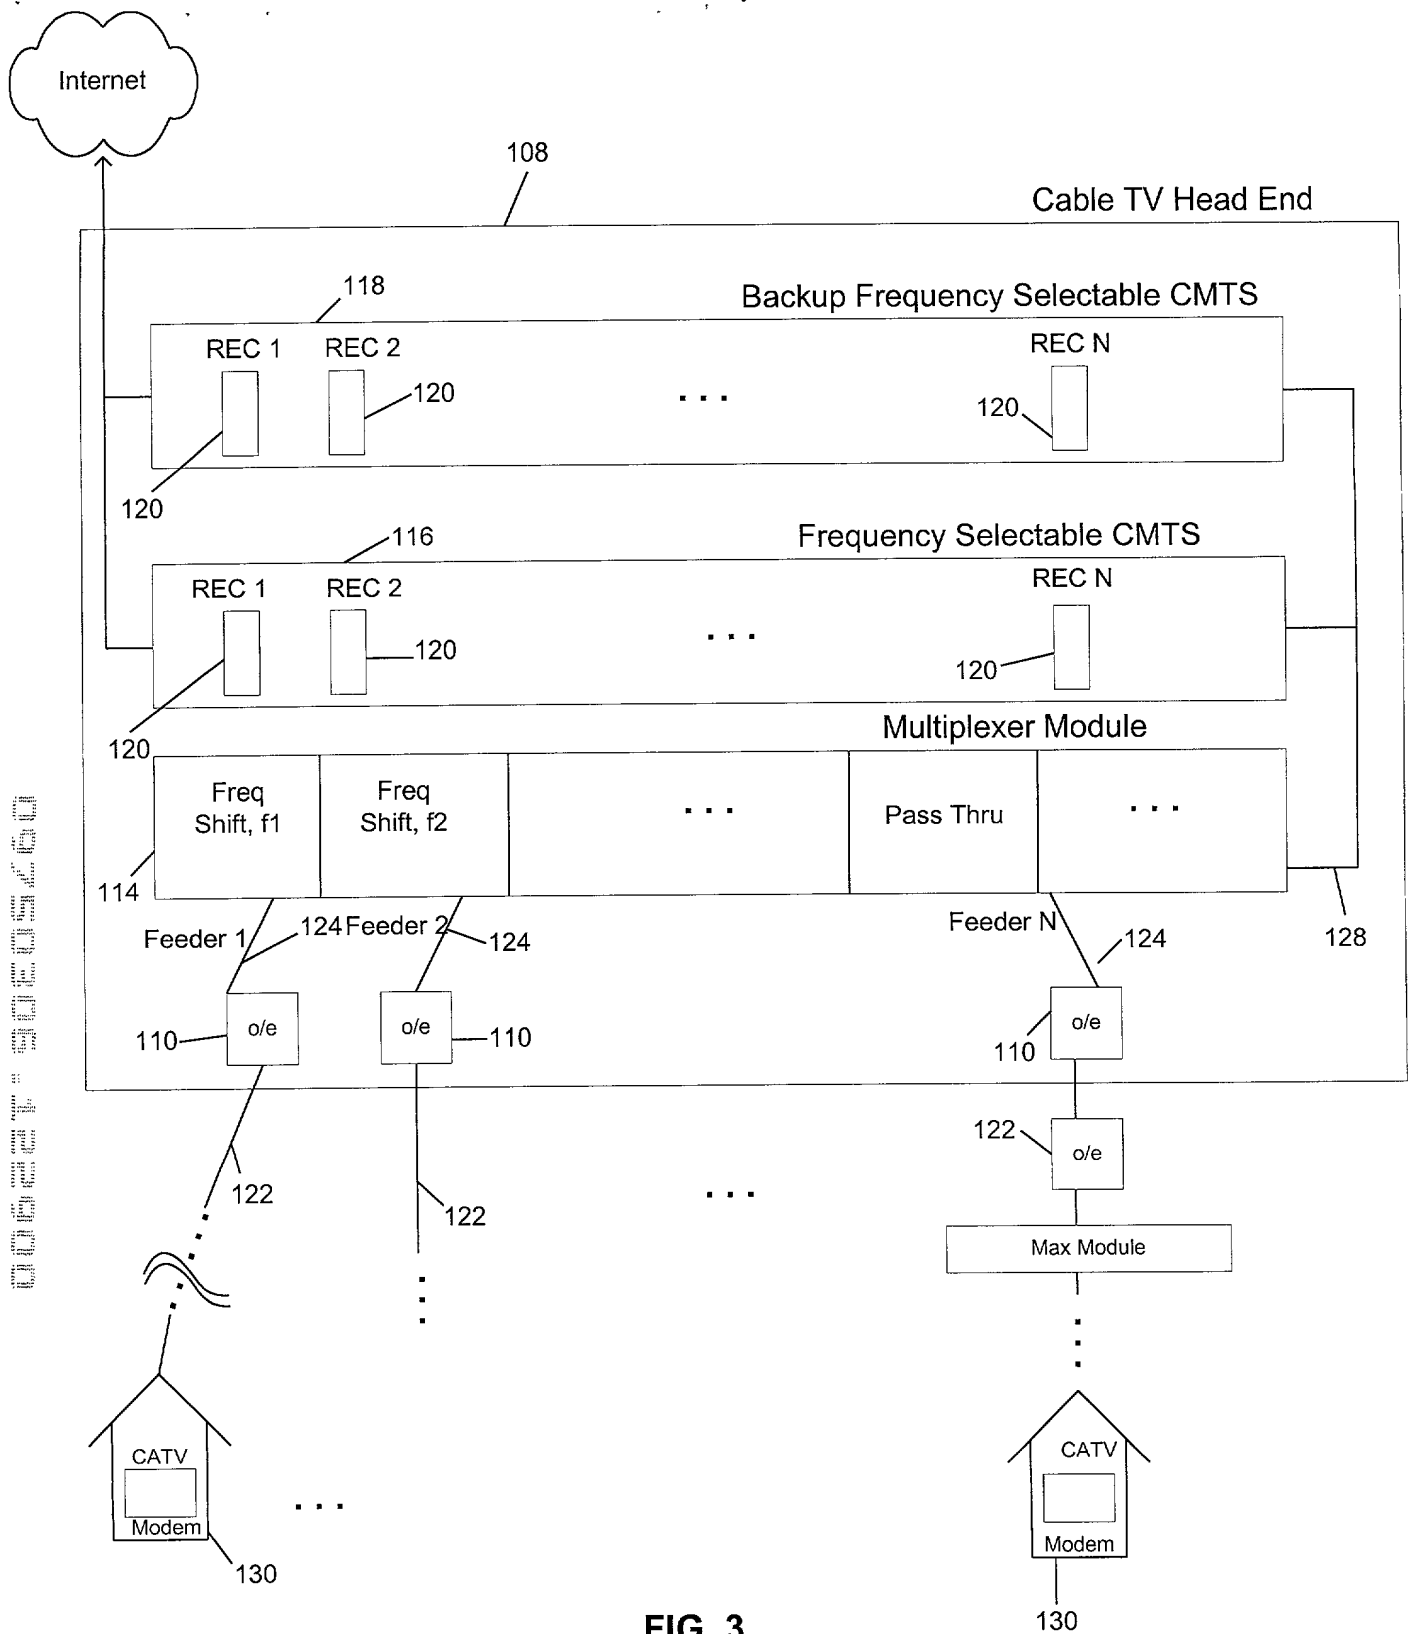 Internet
108
Cable TV Head End
118
Backup Frequency Selectable CMTS
REC 1
REC 2
REC N
120
120
120
...
116
Frequency Selectable CMTS
REC 1
REC 2
REC N
120
120
120
...
Multiplexer Module
Freq
Shift, f1
Freq
Shift, f2
...
Pass Thru
...
114
Feeder 1
124
Feeder 2
124
Feeder N
124
128
110
o/e
o/e
110
110
o/e
122
122
122
o/e
...
Max Module
CATV
Modem
130
...
CATV
Modem
130
FIG. 3